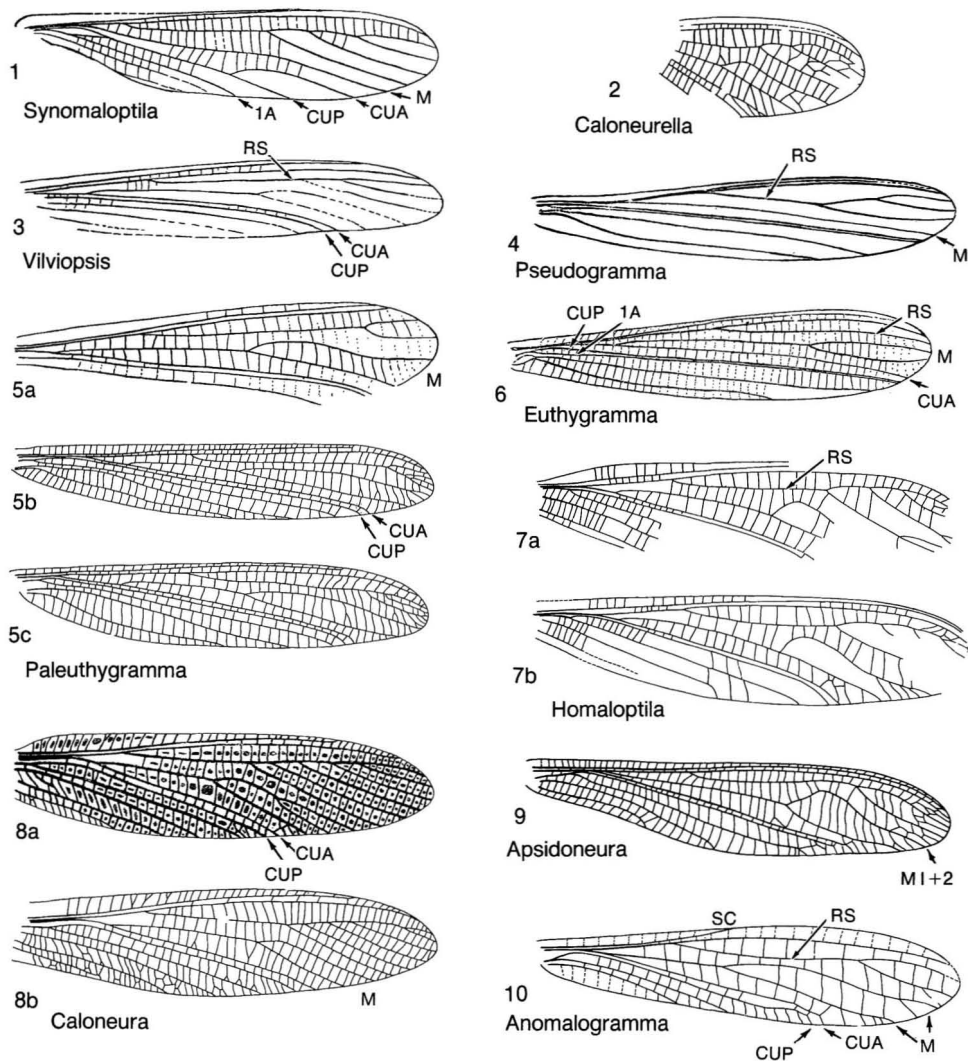 1
Synomaloptila
1A
CUP
CUA
M
2
Caloneurella
RS
3
Vilviopsis
CUA
CUP
RS
4
Pseudogramma
M
5a
M
CUP
1A
RS
M
6
Euthygramma
CUA
5b
CUA
CUP
RS
7a
5c
Paleuthygramma
7b
Homaloptila
8a
CUA
CUP
9
Apsidoneura
M1+2
8b
Caloneura
M
SC
RS
10
Anomalogramma
CUP
CUA
M